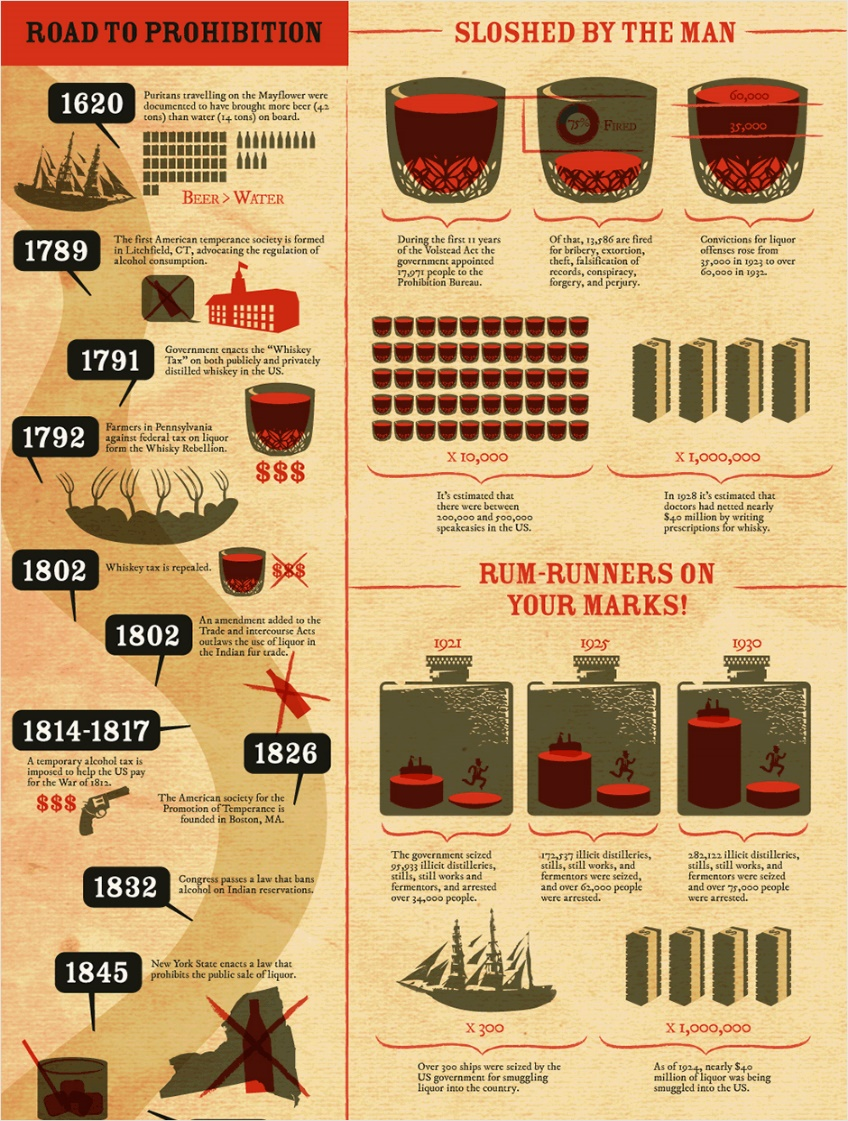 ROAD TO PROHIBITION
1620
Puritans travelling on the Mayflower were
documented to have brought more beer (42
tons) than water (14 tons) on board.
Beer > Water
1789
The first American temperance society is formed
in Litchfield, CT, advocating the regulation of
alcohol consumption.
1791
Government enacts the “Whiskey
Tax” on both publicly and privately
distilled whiskey in the US.
1792
Farmers in Pennsylvania
against federal tax on liquor
form the Whisky Rebellion.
$$$
1802
Whiskey tax is repealed.
$$$
1802
An amendment added to the
Trade and intercourse Acts
outlaws the use of liquor in
the Indian fur trade.
1814-1817
A temporary alcohol tax is
imposed to help the US pay
for the War of 1812.
$$$
1826
The American society for the
Promotion of Temperance is
founded in Boston, MA.
1832
Congress passes a law that bans
alcohol on Indian reservations.
1845
New York State enacts a law that
prohibits the public sale of liquor.
SLOSHED BY THE MAN
75% Fired
60,000
35,000
During the first 11 years
of the Volstead Act the
government appointed
17,971 people to the
Prohibition Bureau.
Of that, 13,586 are fired
for bribery, extortion,
theft, falsification of
records, conspiracy,
forgery, and perjury.
Convictions for liquor
offenses rose from
35,000 in 1923 to over
60,000 in 1932.
X 10,000
It's estimated that
there were between
200,000 and 500,000
speakeasies in the US.
X 1,000,000
In 1928 it's estimated that
doctors had netted nearly
$40 million by writing
prescriptions for whisky.
RUM-RUNNERS ON
YOUR MARKS!
1921
1925
1930
The government seized
95,933 illicit distilleries,
stills, still works and
fermentors, and arrested
over 34,000 people.
172,537 illicit distilleries,
stills, still works, and
fermentors were seized,
and over 62,000 people
were arrested.
282,122 illicit distilleries,
stills, still works, and
fermentors were seized
and over 75,000 people
were arrested.
X 300
Over 300 ships were seized by the
US government for smuggling
liquor into the country.
X 1,000,000
As of 1924, nearly $40
million of liquor was being
smuggled into the US.